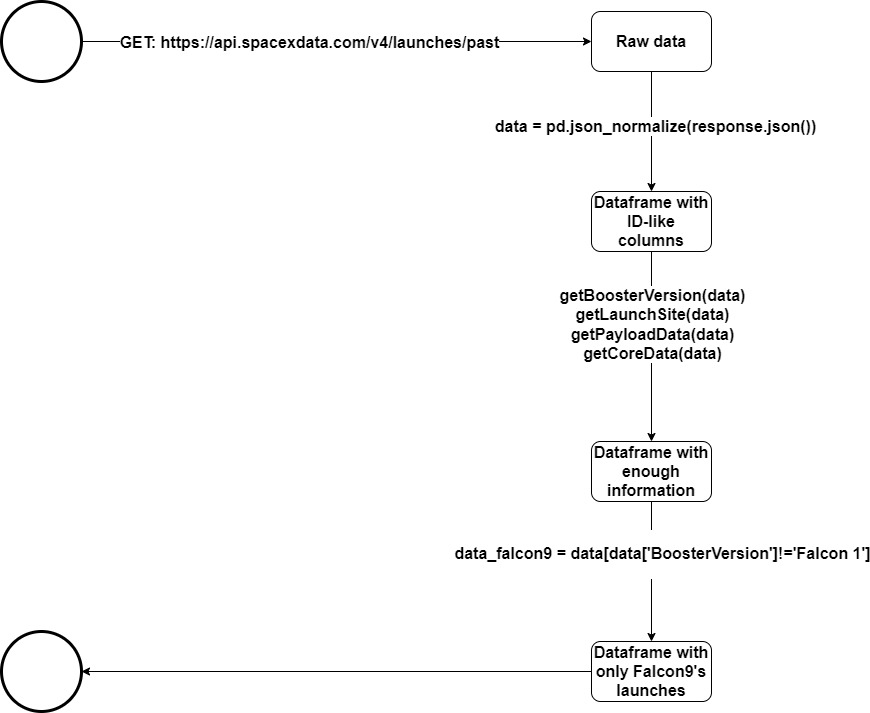 GET: https://api.spacexdata.com/v4/launches/past
Raw data
data = pd.json_normalize(response.json())
Dataframe with
ID-like
columns
getBoosterVersion(data)
getLaunchSite(data)
getPayloadData(data)
getCoreData(data)
Dataframe with
enough
information
data_falcon9 = data[data['BoosterVersion']!='Falcon 1']
Dataframe with
only Falcon9's
launches